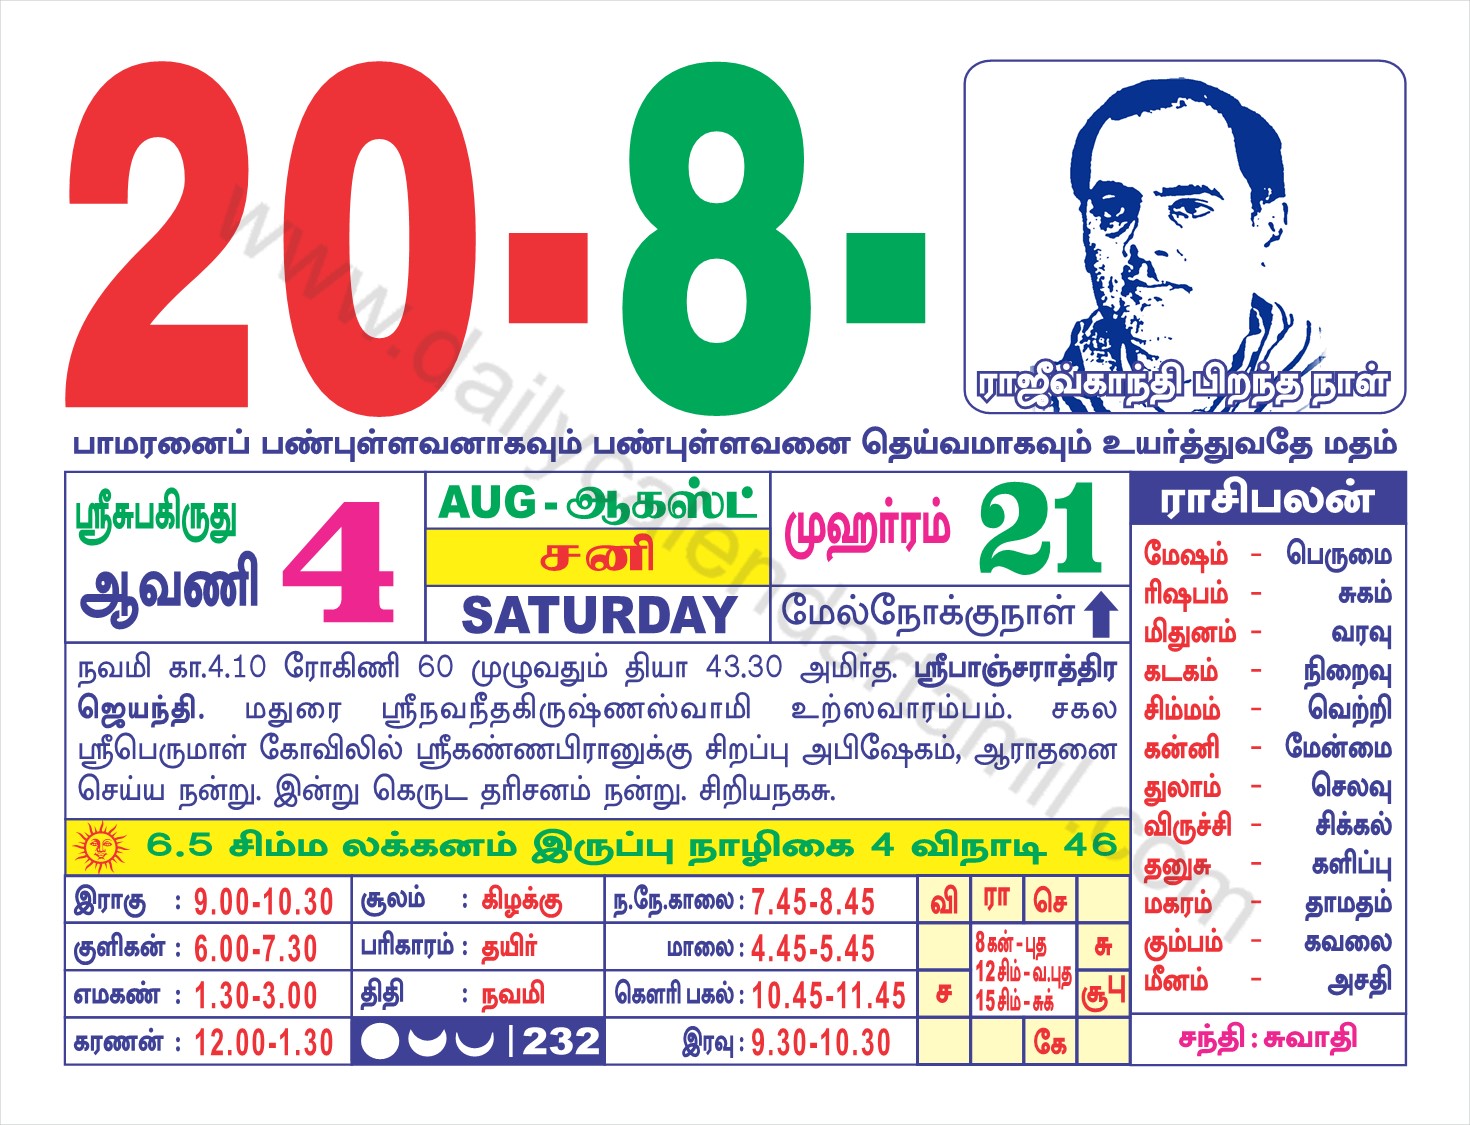 20-8-
ராஜீவ்காந்தி பிறந்த நாள்
பாமரனைப் பண்புள்ளவனாகவும் பண்புள்ளவனை தெய்வமாகவும் உயர்த்துவதே மதம்
ஸ்ரீசுபகிருது
ஆவணி 4
AUG - ஆகஸ்ட்
சனி
SATURDAY
முஹர்ரம் 21
மேல்நோக்குநாள்
நவமி கா.4.10 ரோகிணி 60 முழுவதும் தியா 43.30 அமிர்த. ஸ்ரீபாஞ்சராத்திர
ஜெயந்தி. மதுரை ஸ்ரீநவநீதகிருஷ்ணஸ்வாமி உற்ஸவாரம்பம். சகல
ஸ்ரீபெருமாள் கோவிலில் ஸ்ரீகண்ணபிரானுக்கு சிறப்பு அபிஷேகம், ஆராதனை
செய்ய நன்று. இன்று கெருட தரிசனம் நன்று. சிறியநகசு.
6.5 சிம்ம லக்கனம் இருப்பு நாழிகை 4 விநாடி 46
இராகு : 9.00-10.30 சூலம் : கிழக்கு ந.நே.காலை : 7.45-8.45
குளிகன் : 6.00-7.30 பரிகாரம் : தயிர் மாலை : 4.45-5.45
எமகண் : 1.30-3.00 திதி : நவமி கௌரி பகல் : 10.45-11.45
கரணன் : 12.00-1.30 232 இரவு : 9.30-10.30
வி ரா செ
8கன் - புத சு
12சிம் - வ.புத
ச 15சிம் - சுக் சூபு
கே
ராசிபலன்
மேஷம் - பெருமை
ரிஷபம் - சுகம்
மிதுனம் - வரவு
கடகம் - நிறைவு
சிம்மம் - வெற்றி
கன்னி - மேன்மை
துலாம் - செலவு
விருச்சி - சிக்கல்
தனுசு - களிப்பு
மகரம் - தாமதம்
கும்பம் - கவலை
மீனம் - அசதி
சந்தி : சுவாதி
www.dailycalendartamil.com